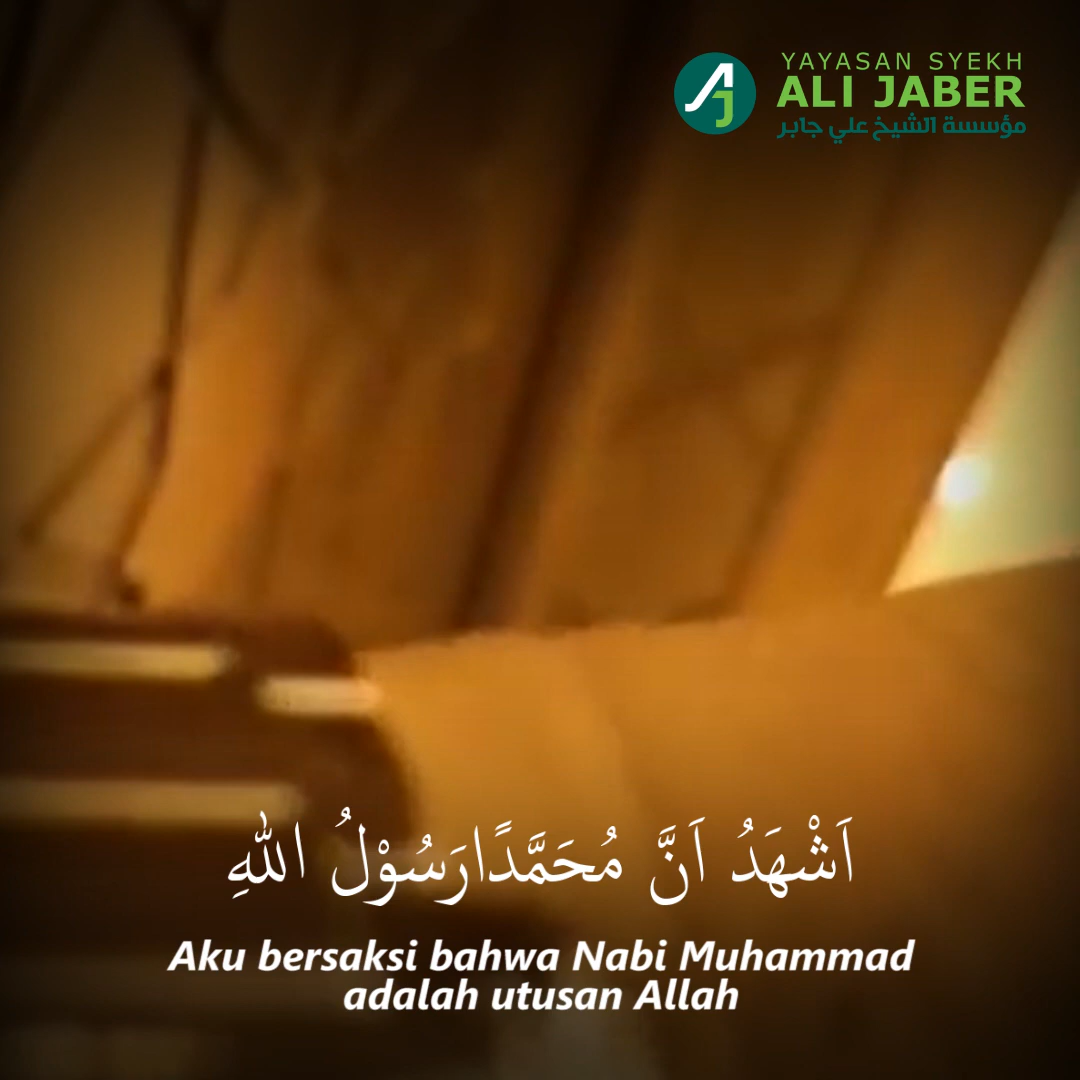 YAYASAN SYEKH
ALI JABER
مؤسسة الشيخ علي جابر
اَشْهَدُ اَنَّ مُحَمَّدًارَسُوْلُ اللهِ
Aku bersaksi bahwa Nabi Muhammad
adalah utusan Allah